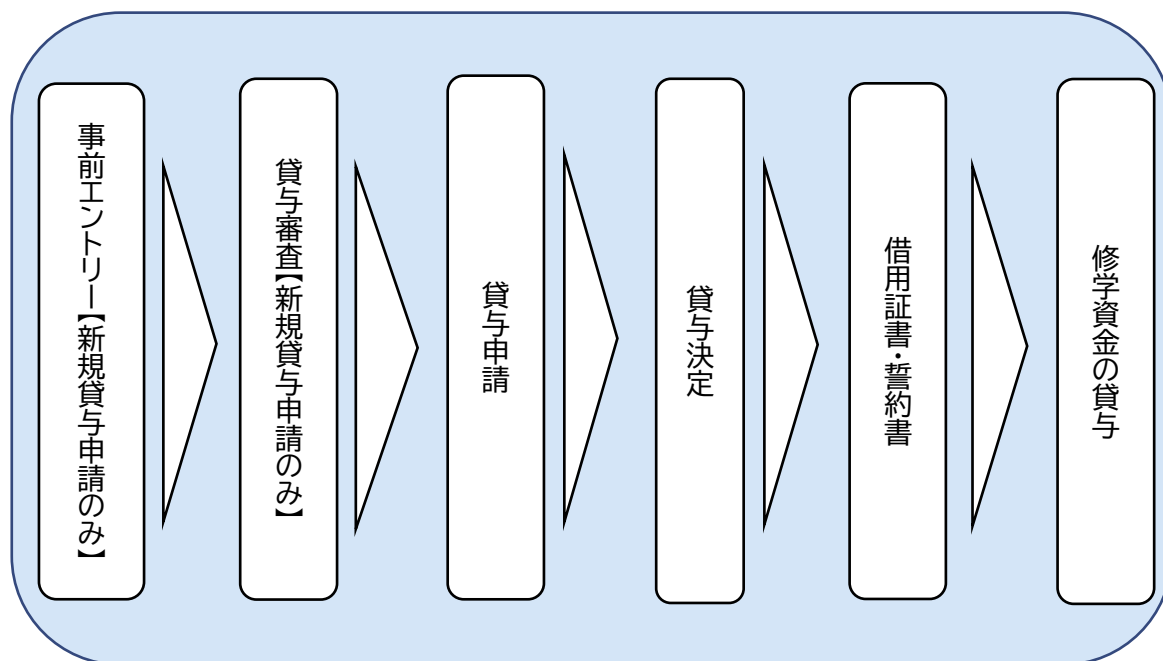 事前エントリー【新規貸与申請のみ】
貸与審査【新規貸与申請のみ】
貸与申請
貸与決定
借用証書・誓約書
修学資金の貸与